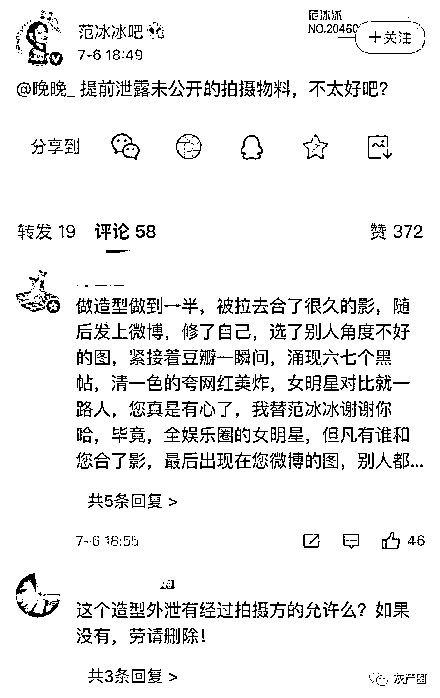 范冰冰吧
7-6 18:49
范冰冰
NO.20460
+关注
@晚晚_ 提前泄露未公开的拍摄物料，不太好吧？
分享到
转发 19 评论 58 赞 372
做造型做到一半，被拉去合了很久的影，随
后发上微博，修了自己，选了别人角度不好
的图，紧接着豆瓣一瞬间，涌现六七个黑
帖，清一色的夸网红美炸，女明星对比就一
路人，您真是有心了，我替范冰冰谢谢你
哈，毕竟，全娱乐圈的女明星，但凡有谁和
您合了影，最后出现在您微博的图，别人都...
共5条回复 >
7-6 18:55
46
这个造型外泄有经过拍摄方的允许么？如果
没有，劳请删除！
共3条回复 >
灰产圈